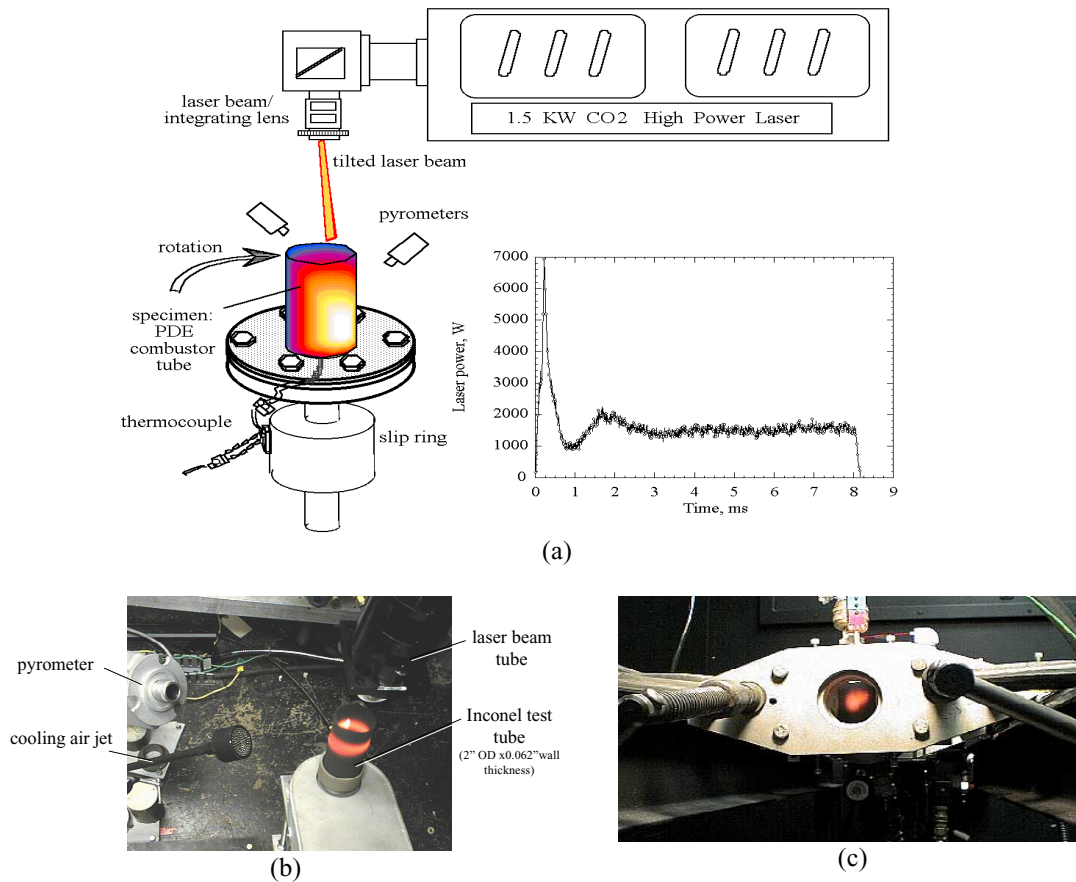 1.5 KW CO2 High Power Laser
laser beam/
integrating lens
tilted laser beam
pyrometers
rotation
specimen:
PDE
combustor
tube
thermocouple
slip ring
Laser power, W
7000
6000
5000
4000
3000
2000
1000
0
0 1 2 3 4 5 6 7 8 9
Time, ms
(a)
pyrometer
cooling air jet
laser beam
tube
Inconel test
tube
(2” OD x0.062”wall
thickness)
(b)
(c)